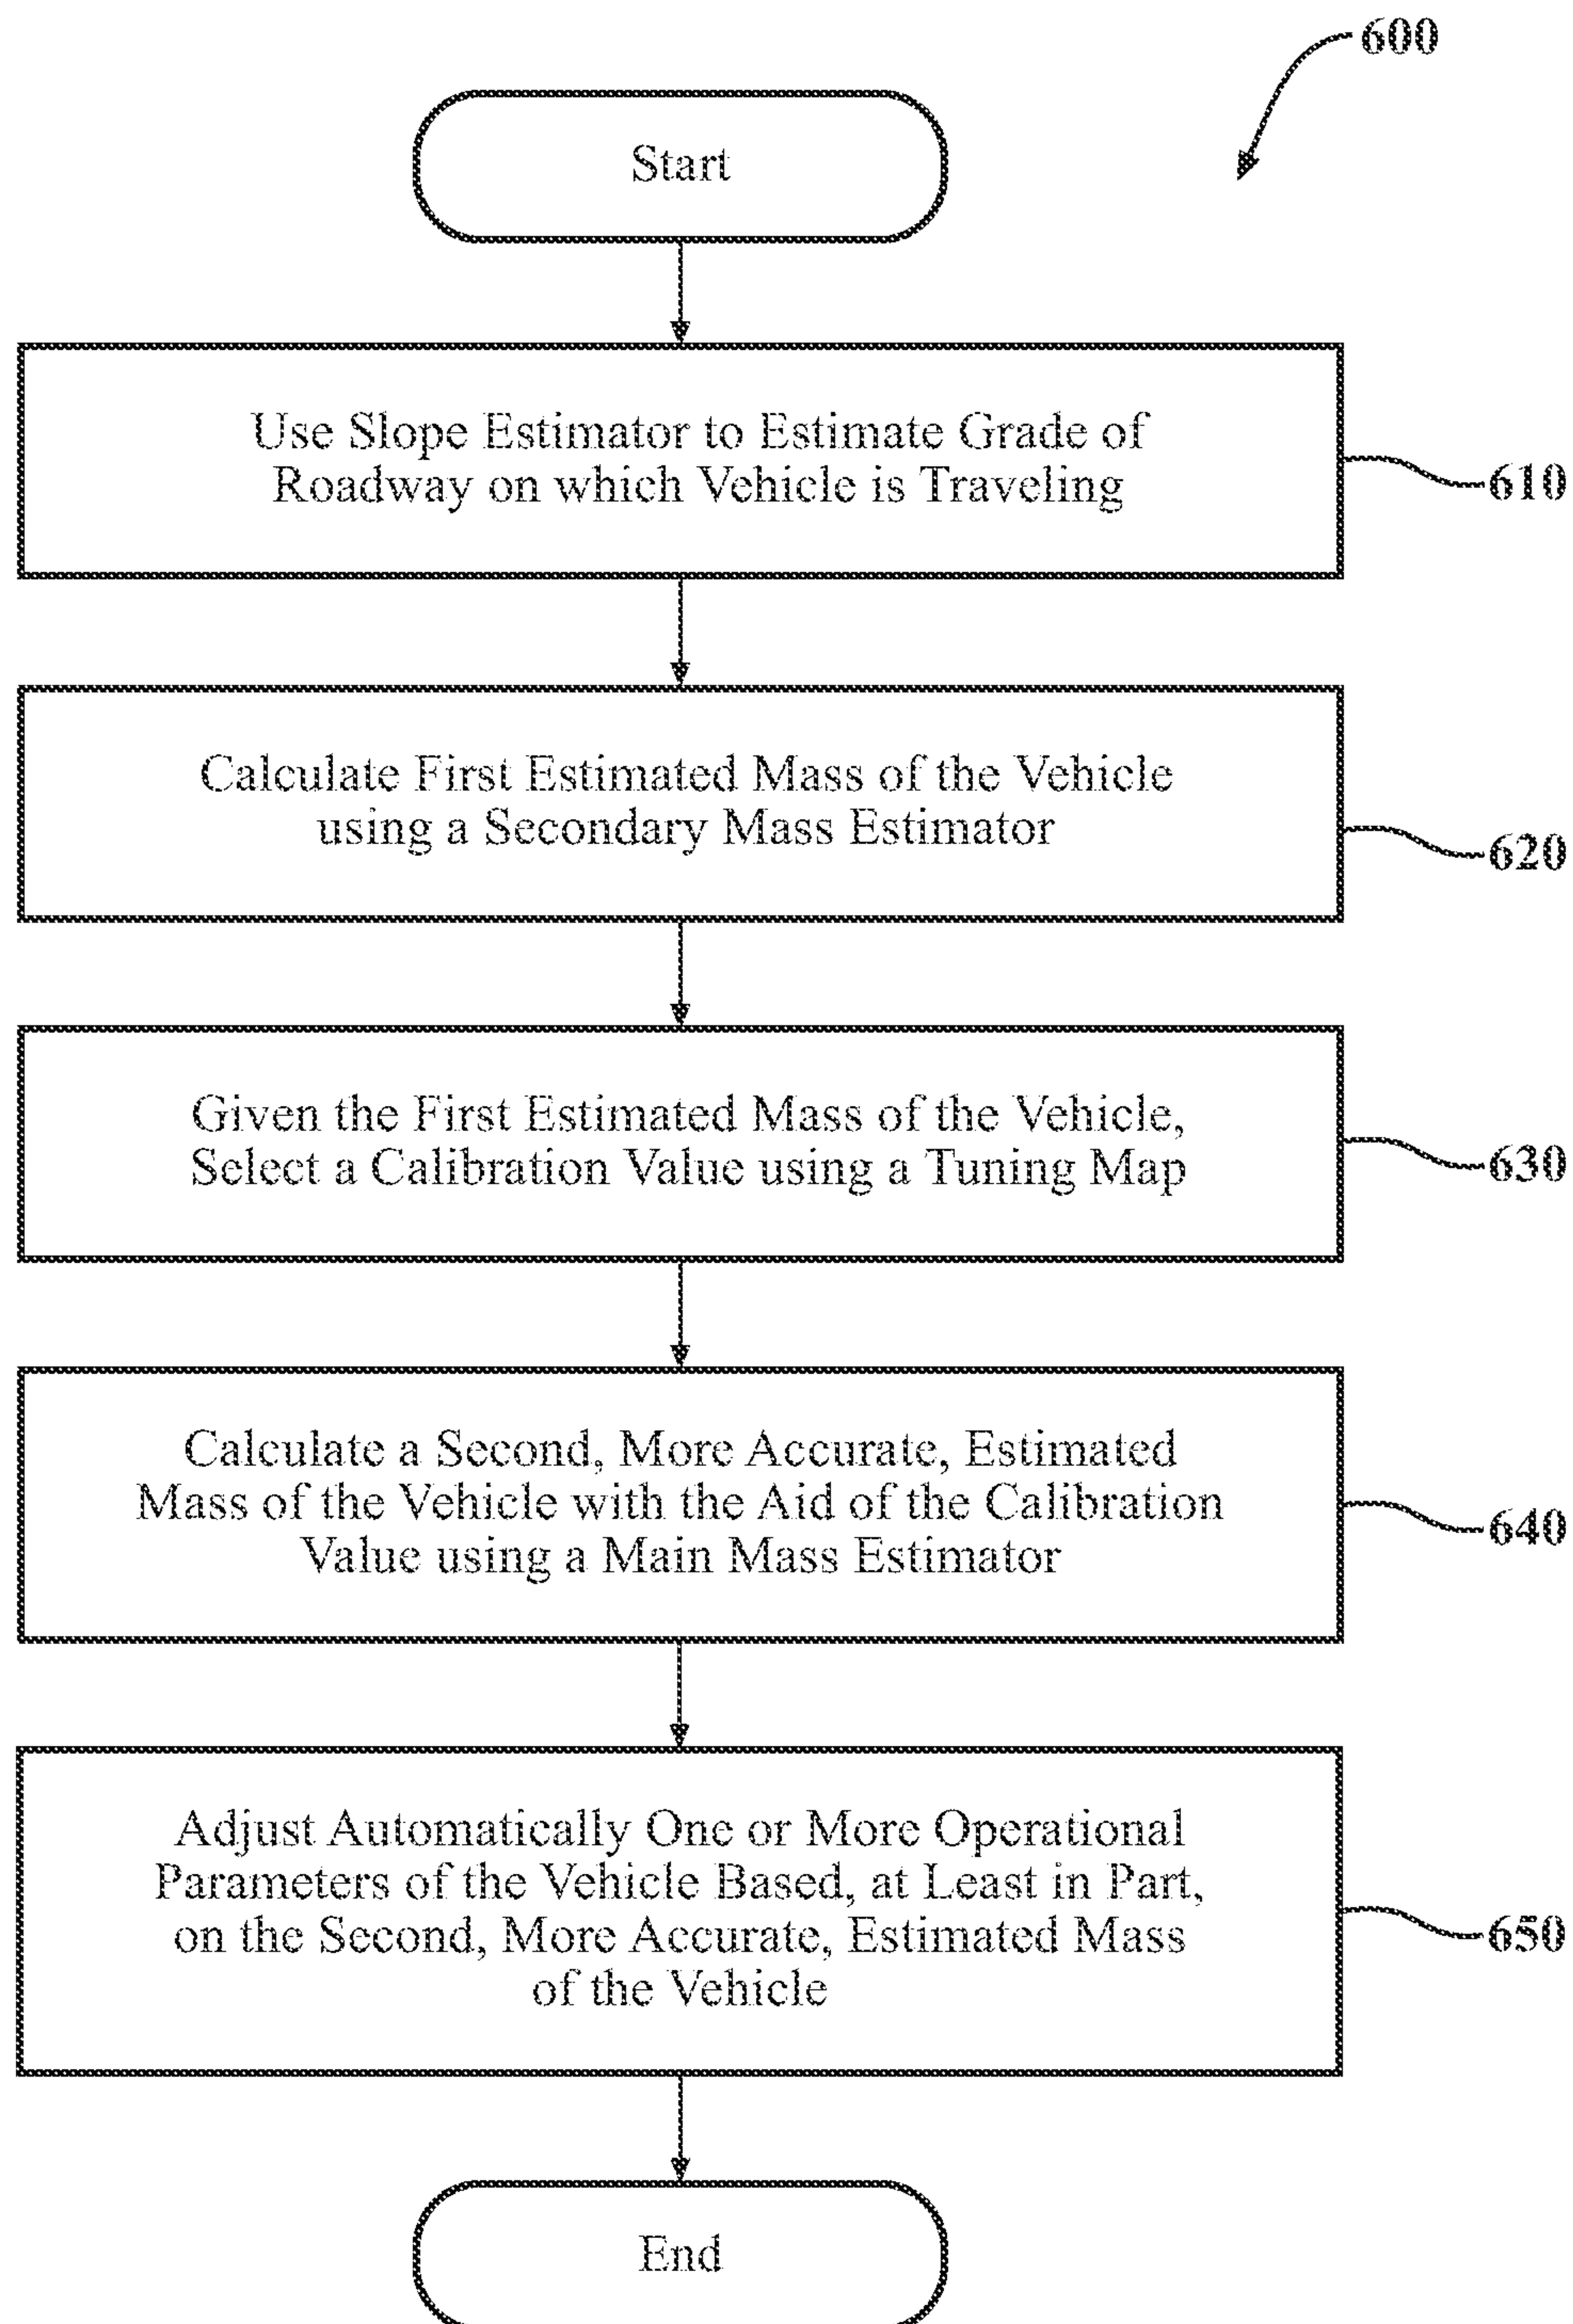 600
Start
Use Slope Estimator to Estimate Grade of
Roadway on which Vehicle is Traveling
610
Calculate First Estimated Mass of the Vehicle
using a Secondary Mass Estimator
620
Given the First Estimated Mass of the Vehicle,
Select a Calibration Value using a Tuning Map
630
Calculate a Second, More Accurate, Estimated
Mass of the Vehicle with the Aid of the Calibration
Value using a Main Mass Estimator
640
Adjust Automatically One or More Operational
Parameters of the Vehicle Based, at Least in Part,
on the Second, More Accurate, Estimated Mass
of the Vehicle
650
End